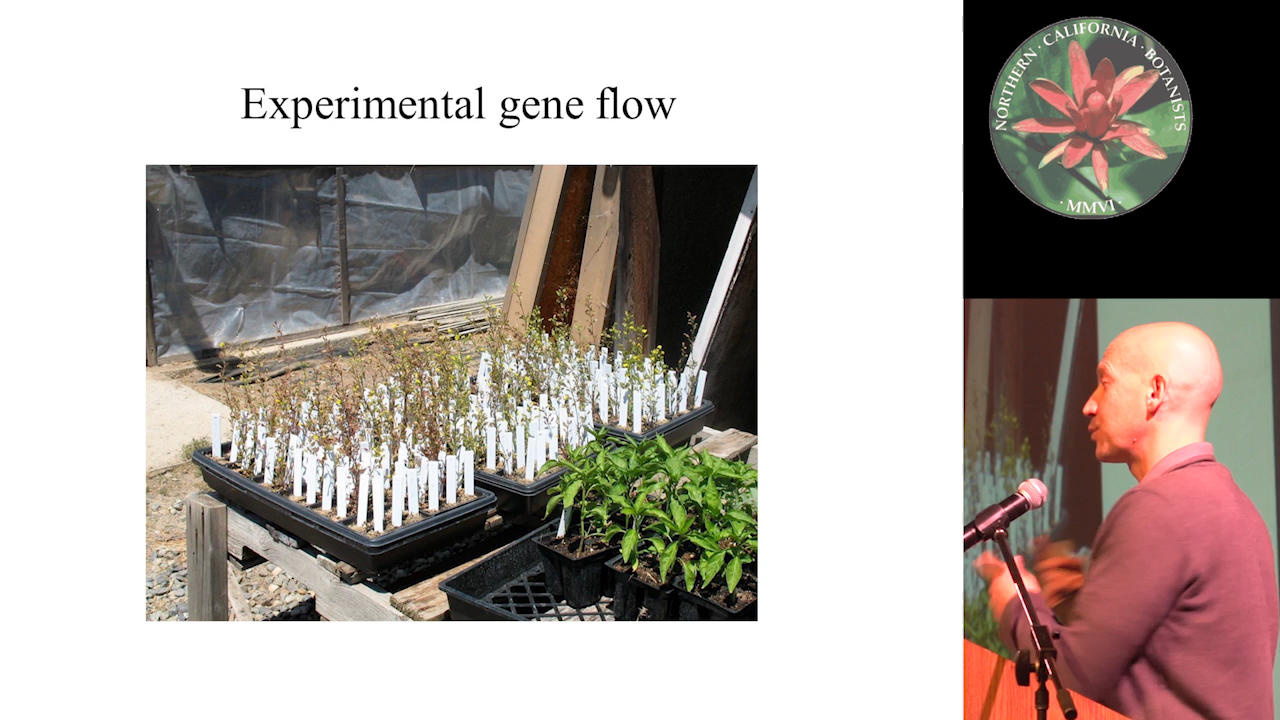 Experimental gene flow
NORTHERN · CALIFORNIA · BOTANISTS
· MMVI ·